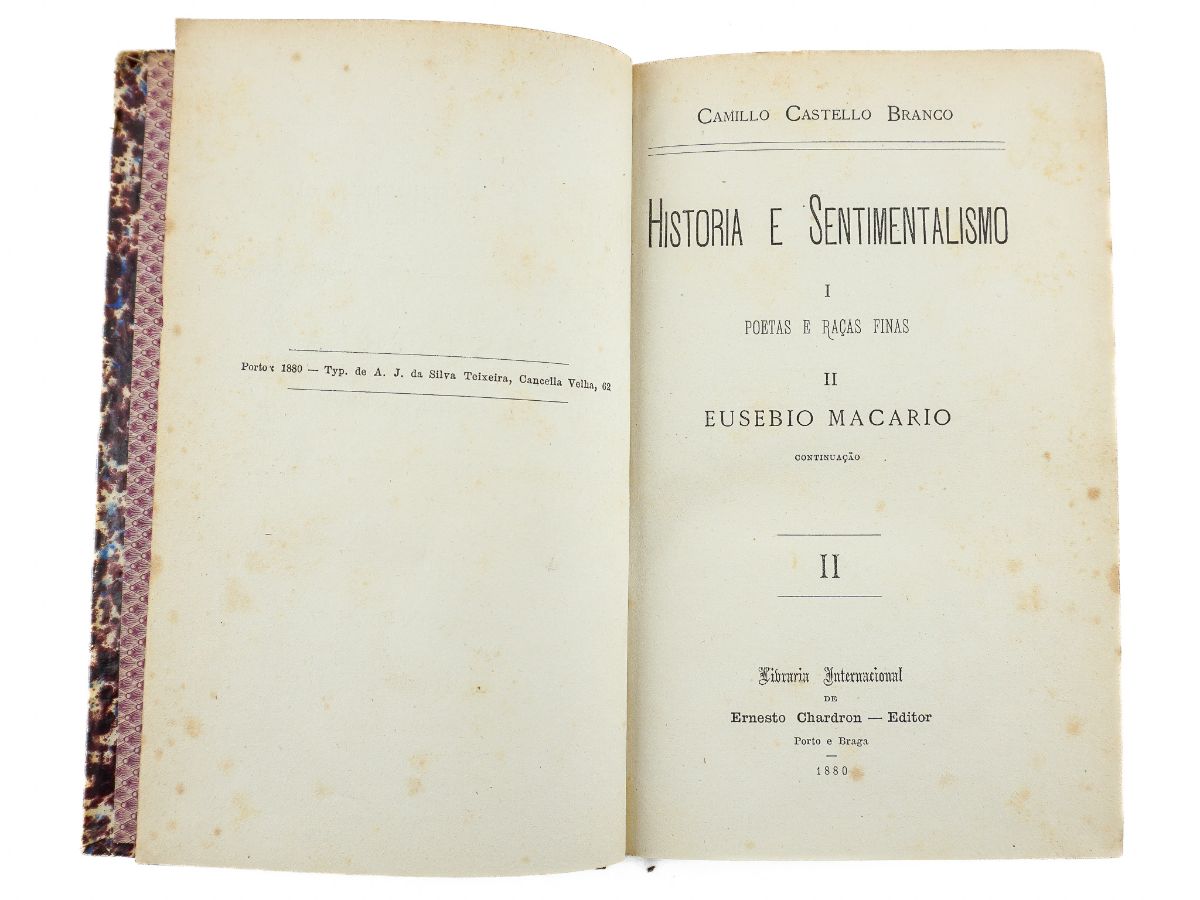 Porto: 1880 — Typ. de A. J. da Silva Teixeira, Cancella Velha, 62
CAMILLO CASTELLO BRANCO
HISTORIA E SENTIMENTALISMO
I
POETAS E RAÇAS FINAS
II
EUSEBIO MACARIO
CONTINUAÇÃO
II
Libraria Internacional
DE
Ernesto Chardron — Editor
Porto e Braga
1880